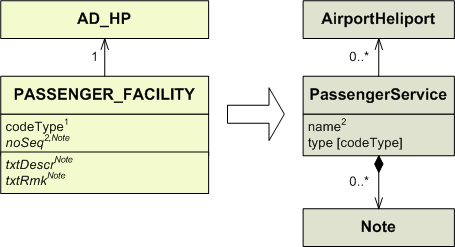 AD_HP
1
PASSENGER_FACILITY
codeType1
noSeq2,Note
txtDescrNote
txtRmkNote
AirportHeliport
0..*
PassengerService
name2
type [codeType]
0..*
Note